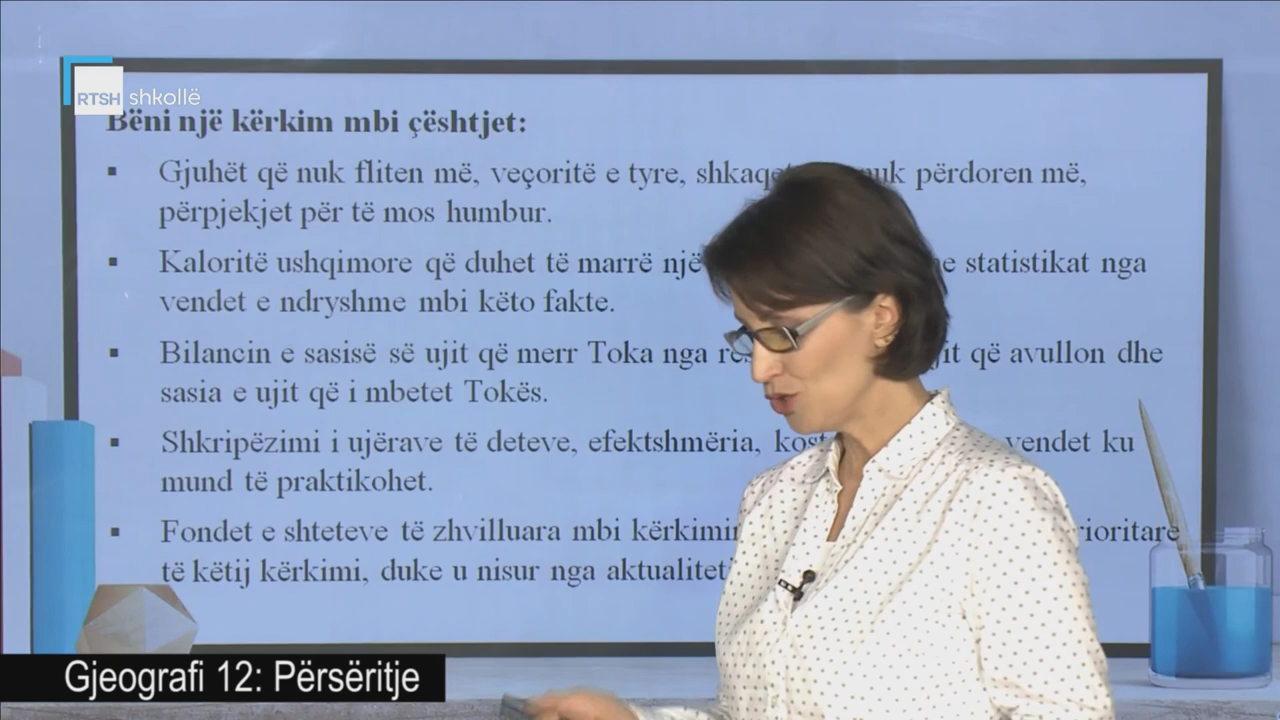 RTSH shkollë
Bëni një kërkim mbi çështjet:
▪ Gjuhët që nuk fliten më, veçoritë e tyre, nuk përdoren më,
përpjekjet për të mos humbur.
▪ Kaloritë ushqimore që duhet të marrë një statistikat nga
vendet e ndryshme mbi këto fakte.
▪ Bilancin e sasisë së ujit që merr Toka nga që avullon dhe
sasia e ujit që i mbetet Tokës.
▪ Shkripëzimi i ujërave të deteve, efektshmëria, vendet ku
mund të praktikohet.
▪ Fondet e shteteve të zhvilluara mbi
të këtij kërkimi, duke u nisur nga
Gjeografi 12: Përsëritje